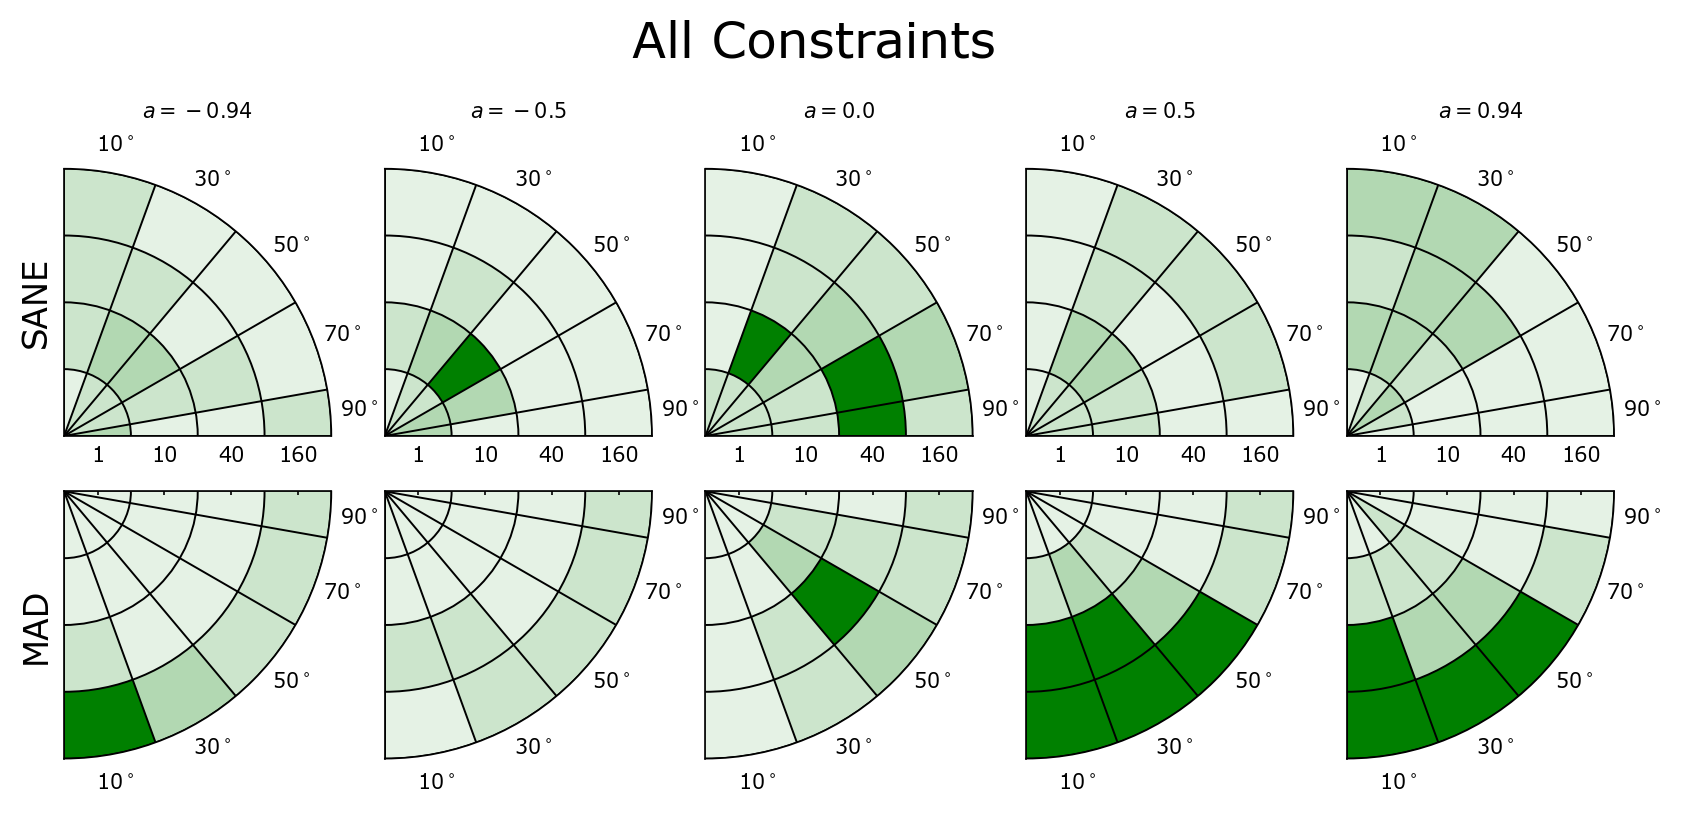 All Constraints
a = −0.94 a = −0.5 a = 0.0 a = 0.5 a = 0.94
10° 10° 10° 10° 10°
30° 30° 30° 30° 30°
50° 50° 50° 50° 50°
SANE
70° 70° 70° 70° 70°
90° 90° 90° 90° 90°
1 10 40 160 1 10 40 160 1 10 40 160 1 10 40 160 1 10 40 160
90° 90° 90° 90° 90°
70° 70° 70° 70° 70°
MAD
50° 50° 50° 50° 50°
30° 30° 30° 30° 30°
10° 10° 10° 10° 10°